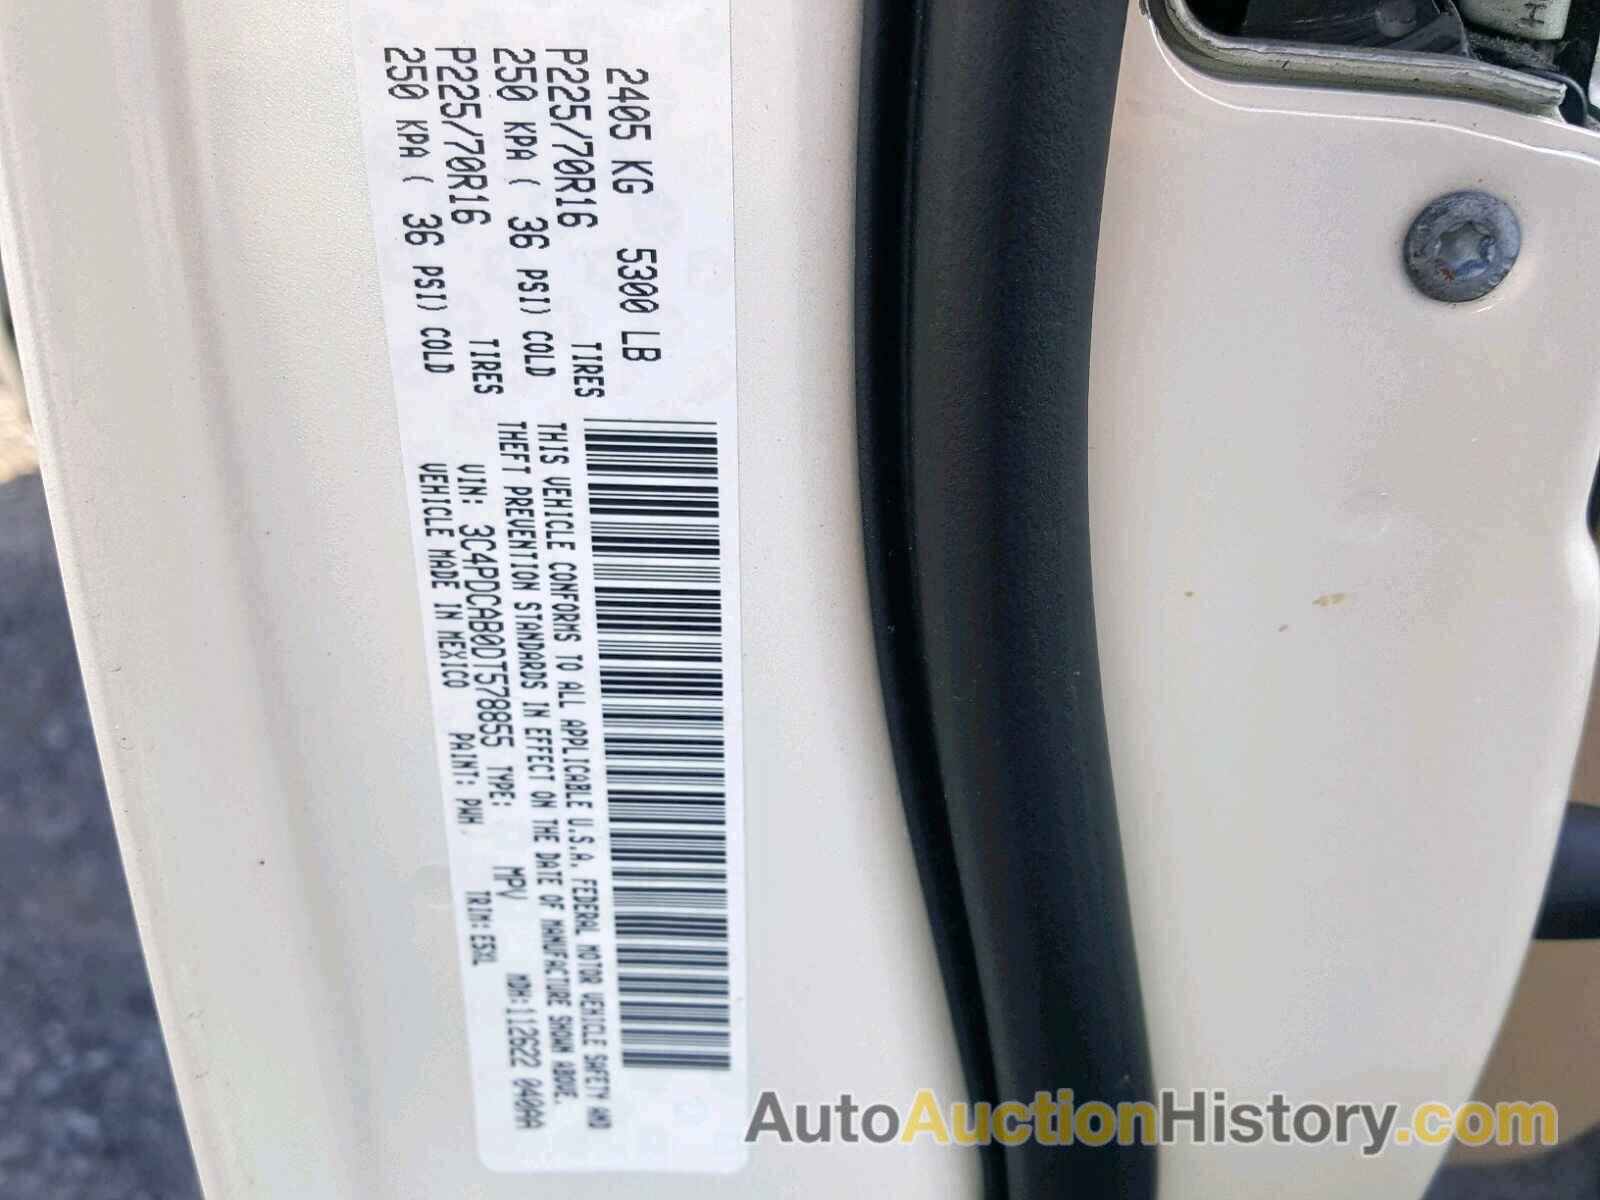 2405 KG 5300 LB
P225/70R16 TIRES
250 KPA ( 36 PSI) COLD
P225/70R16 TIRES
250 KPA ( 36 PSI) COLD
THIS VEHICLE CONFORMS TO ALL APPLICABLE U.S.A. FEDERAL MOTOR VEHICLE SAFETY AND
THEFT PREVENTION STANDARDS IN EFFECT ON THE DATE OF MANUFACTURE SHOWN ABOVE.
VIN: 3C4PDCAB0DT578855 TYPE: MPV MDH:112622 040AA
VEHICLE MADE IN MEXICO PAINT: PWH TRIM:E5XL
AutoAuctionHistory.com